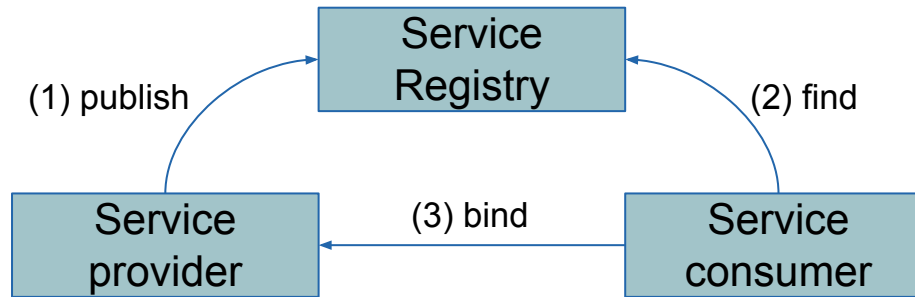 Service
Registry
(1) publish
(2) find
Service
provider
(3) bind
Service
consumer